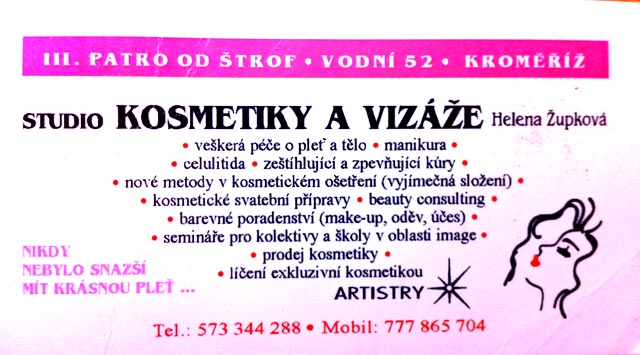 III. PATRO OD ŠTROF • VODNÍ 52 • KROMĚŘÍŽ
STUDIO KOSMETIKY A VIZÁŽE Helena Župková
• veškerá péče o pleť a tělo • manikura •
• celulitida • zeštíhlující a zpevňující kúry •
• nové metody v kosmetickém ošetření (vyjímečná složení) •
• kosmetické svatební přípravy • beauty consulting •
• barevné poradenství (make-up, oděv, účes) •
• semináře pro kolektivy a školy v oblasti image •
• prodej kosmetiky •
• líčení exkluzivní kosmetikou
ARTISTRY
NIKDY
NEBYLO SNAZŠÍ
MÍT KRÁSNOU PLEŤ ...
Tel.: 573 344 288 • Mobil: 777 865 704